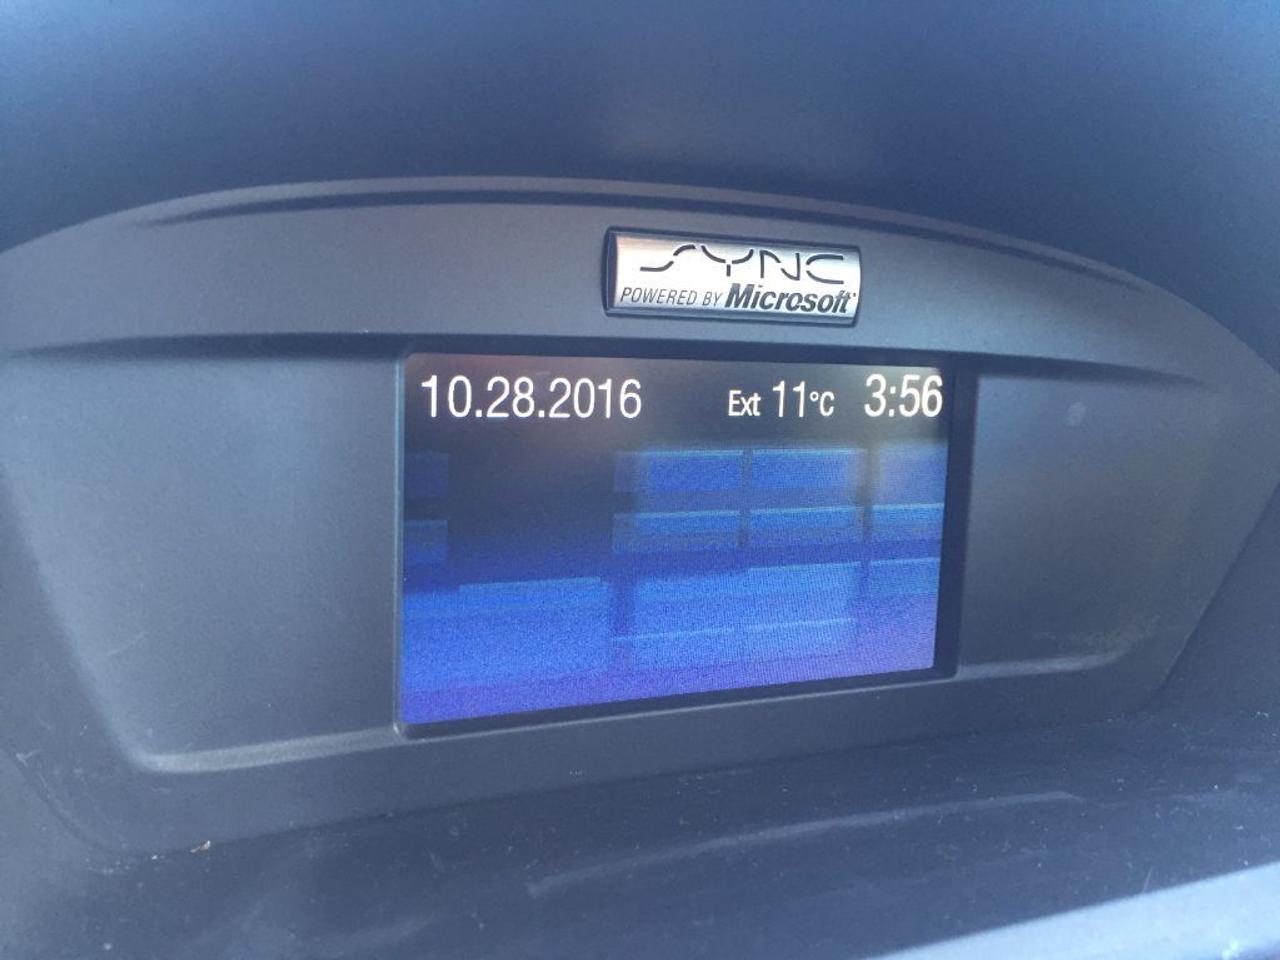 SYNC
POWERED BY Microsoft
10.28.2016 Ext 11°C 3:56